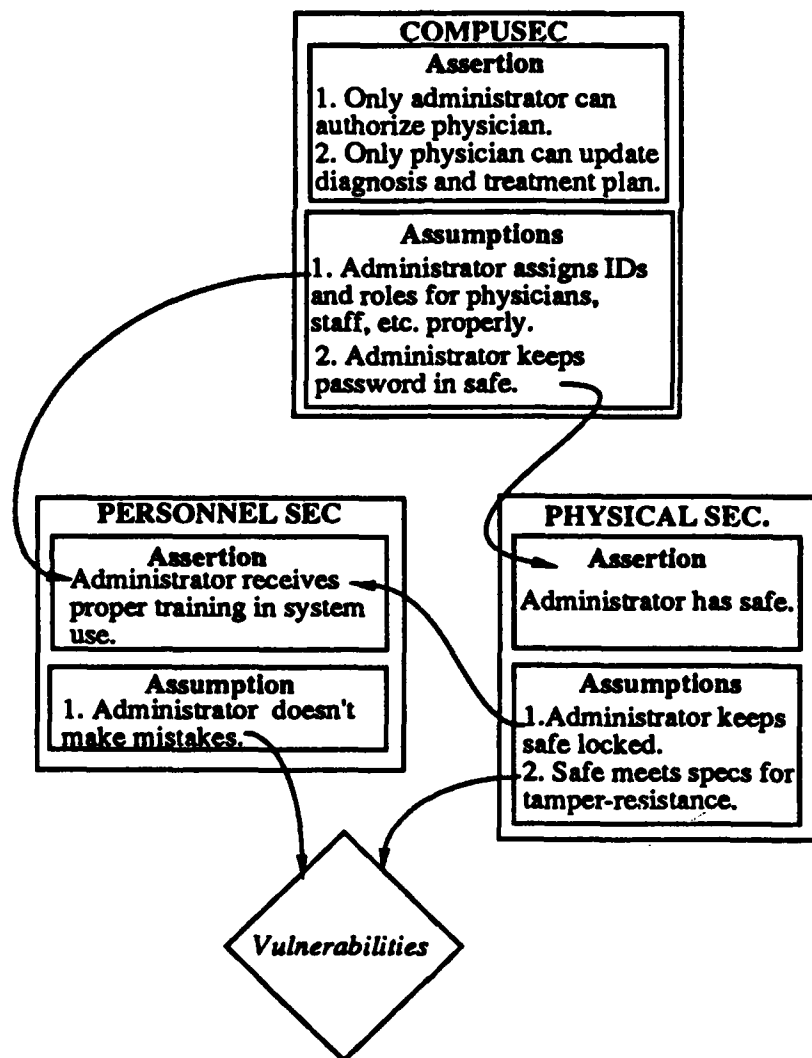 COMPUSEC
Assertion
1. Only administrator can
authorize physician.
2. Only physician can update
diagnosis and treatment plan.
Assumptions
1. Administrator assigns IDs
and roles for physicians,
staff, etc. properly.
2. Administrator keeps
password in safe.
PERSONNEL SEC
Assertion
Administrator receives
proper training in system
use.
Assumption
1. Administrator doesn't
make mistakes.
PHYSICAL SEC.
Assertion
Administrator has safe.
Assumptions
1.Administrator keeps
safe locked.
2. Safe meets specs for
tamper-resistance.
Vulnerabilities